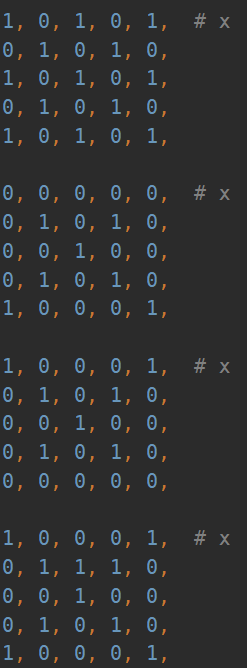 1, 0, 1, 0, 1,  # x
0, 1, 0, 1, 0,
1, 0, 1, 0, 1,
0, 1, 0, 1, 0,
1, 0, 1, 0, 1,

0, 0, 0, 0, 0,  # x
0, 1, 0, 1, 0,
0, 0, 1, 0, 0,
0, 1, 0, 1, 0,
1, 0, 0, 0, 1,

1, 0, 0, 0, 1,  # x
0, 1, 0, 1, 0,
0, 0, 1, 0, 0,
0, 1, 0, 1, 0,
0, 0, 0, 0, 0,

1, 0, 0, 0, 1,  # x
0, 1, 1, 1, 0,
0, 0, 1, 0, 0,
0, 1, 0, 1, 0,
1, 0, 0, 0, 1,